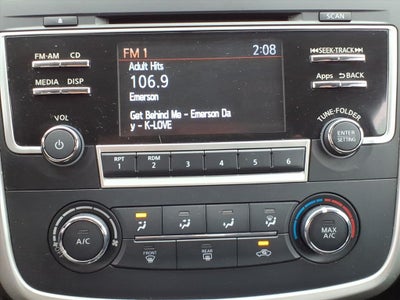 SCAN
FM·AM CD
MEDIA DISP
FM 1 2:08
Adult Hits
106.9
Emerson
Get Behind Me - Emerson Da
y - K-LOVE
SEEK·TRACK
Apps BACK
VOL
TUNE·FOLDER
ENTER
SETTING
RPT
1
RDM
2
3
4
5
6
A/C
FRONT
REAR
MAX
A/C